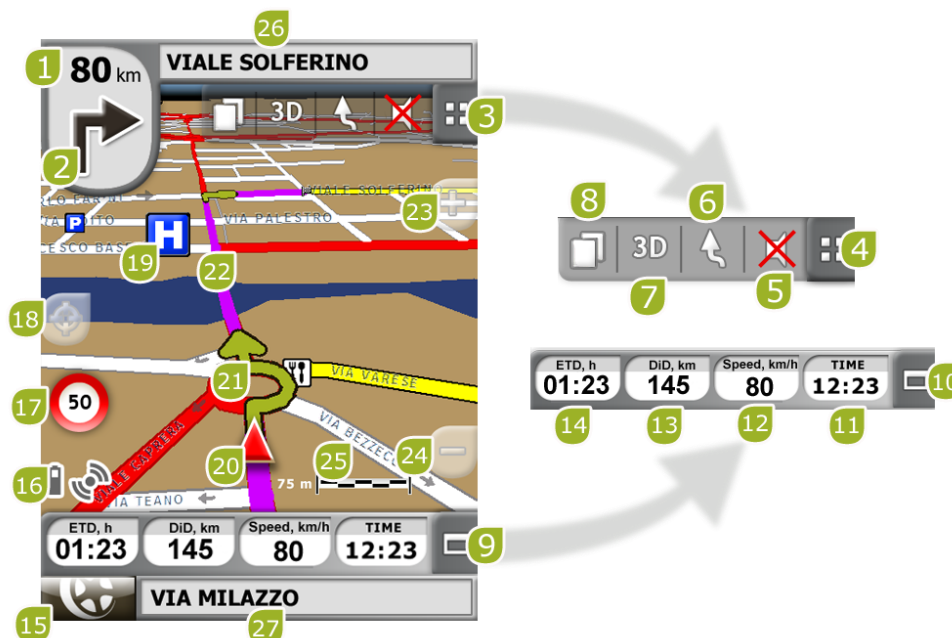 26
1
80 km
VIALE SOLFERINO
3D
3
2
VIALE SOLFERINO
23
VIA PALESTRO
P
H
19
22
18
21
VIA VARESE
17
50
VIALE CAPRERA
20
25
24
VIA BEZZECCA
16
75 m
VIA TEANO
ETD, h
DiD, km
Speed, km/h
TIME
01:23
145
80
12:23
9
15
VIA MILAZZO
27
8
6
3D
4
7
5
ETD, h
DiD, km
Speed, km/h
TIME
01:23
145
80
12:23
10
14
13
12
11